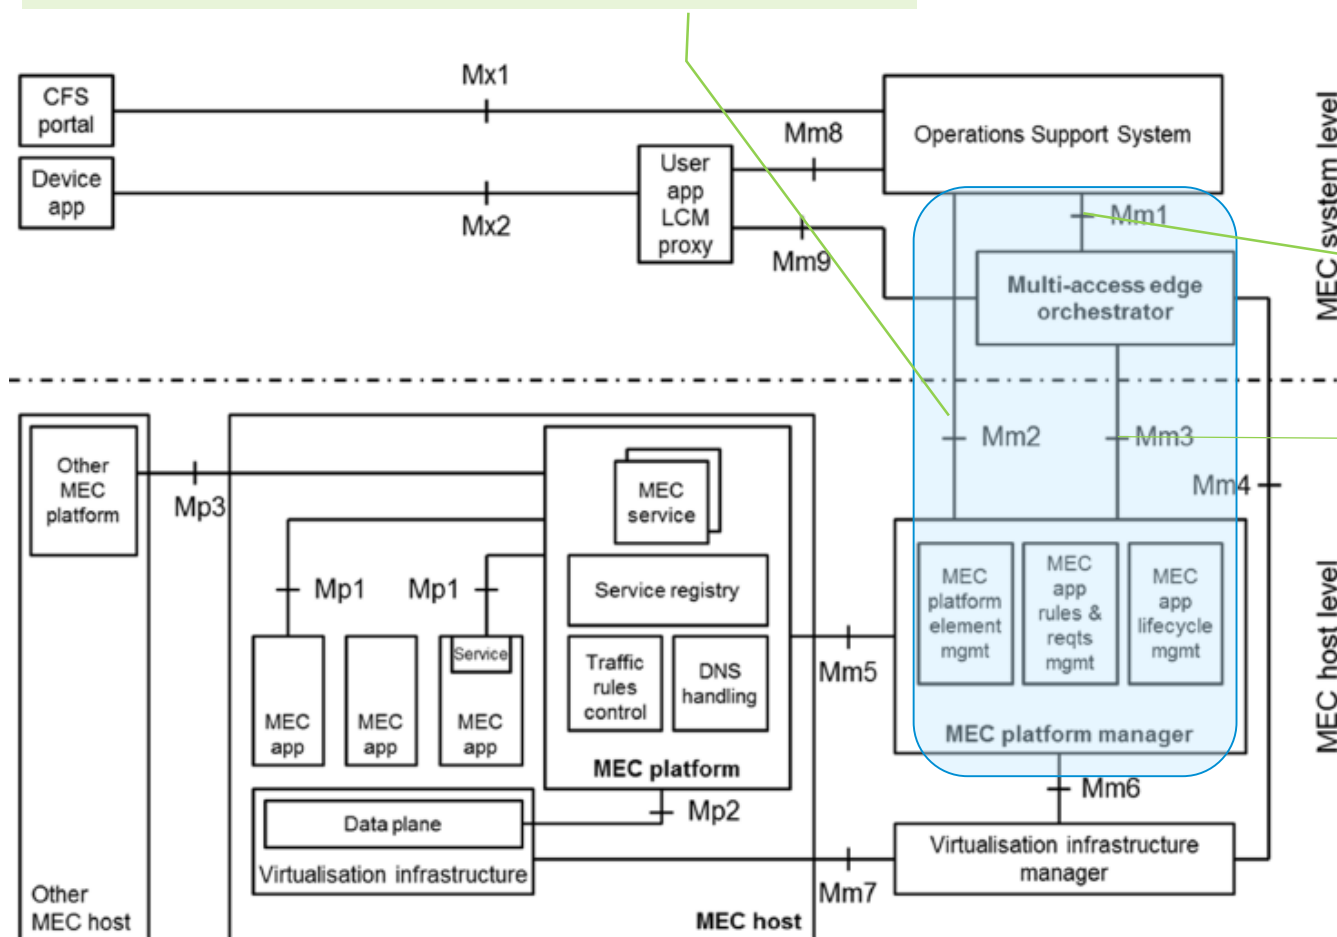 Mx1
CFS
portal
Operations Support System
Mm8
Device
app
User
app
LCM
proxy
Mx2
Mm9
Mm1
Multi-access edge
orchestrator
MEC system level
Other
MEC
platform
Mp3
MEC
service
Mm2
Mm3
Mm4
Mp1
Mp1
Service registry
MEC
platform
element
mgmt
MEC
app
rules &
reqts
mgmt
MEC
app
lifecycle
mgmt
MEC host level
Service
Traffic
rules
control
DNS
handling
Mm5
MEC
app
MEC
app
MEC
app
MEC platform manager
MEC platform
Mm6
Mp2
Data plane
Virtualisation infrastructure
Virtualisation infrastructure
manager
Mm7
Other
MEC host
MEC host